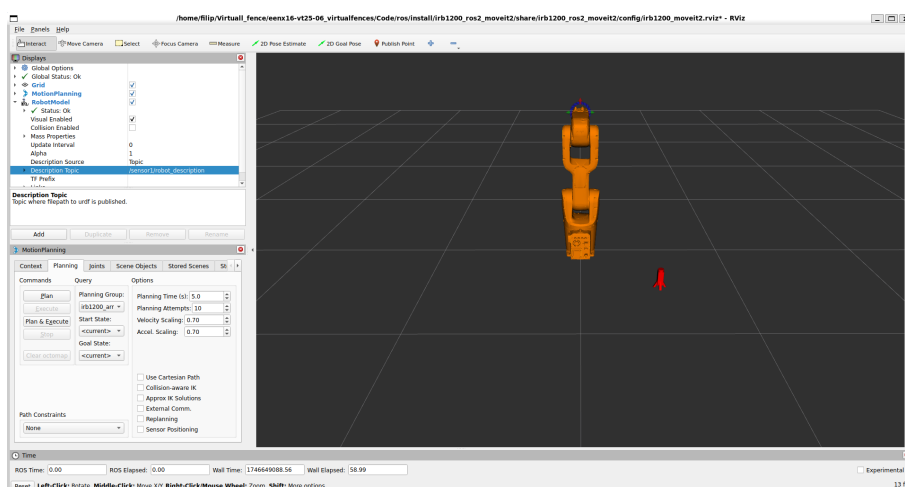 /home/filip/Virtuall_fence/eenx16-vt25-06_virtualfences/Code/ros/install/irb1200_ros2_moveit2/share/irb1200_ros2_moveit2/config/irb1200_moveit2.rviz* - RViz
File Panels Help
Interact Move Camera Select Focus Camera Measure 2D Pose Estimate 2D Goal Pose Publish Point
Displays
Global Options
Global Status: Ok
Grid
MotionPlanning
RobotModel
Status: Ok
Visual Enabled
Collision Enabled
Mass Properties
Update Interval 0
Alpha 1
Description Source Topic
Description Topic /sensor1/robot_description
TF Prefix
Description Topic
Topic where filepath to urdf is published.
Add Duplicate Remove Rename
MotionPlanning
Context Planning Joints Scene Objects Stored Scenes
Commands Query Options
Plan Planning Group: Planning Time (s): 5.0
Execute irb1200_arr Planning Attempts: 10
Plan & Execute Start State: Velocity Scaling: 0.70
Stop <current> Accel. Scaling: 0.70
Goal State:
Clear octomap <current>
Use Cartesian Path
Collision-aware IK
Approx IK Solutions
External Comm.
Path Constraints Replanning
None Sensor Positioning
Time
ROS Time: 0.00 ROS Elapsed: 0.00 Wall Time: 1746649088.56 Wall Elapsed: 58.99 Experimental
Reset Left-Click: Rotate. Middle-Click: Move X/Y. Right-Click/Mouse Wheel: Zoom. Shift: More options. 13 f